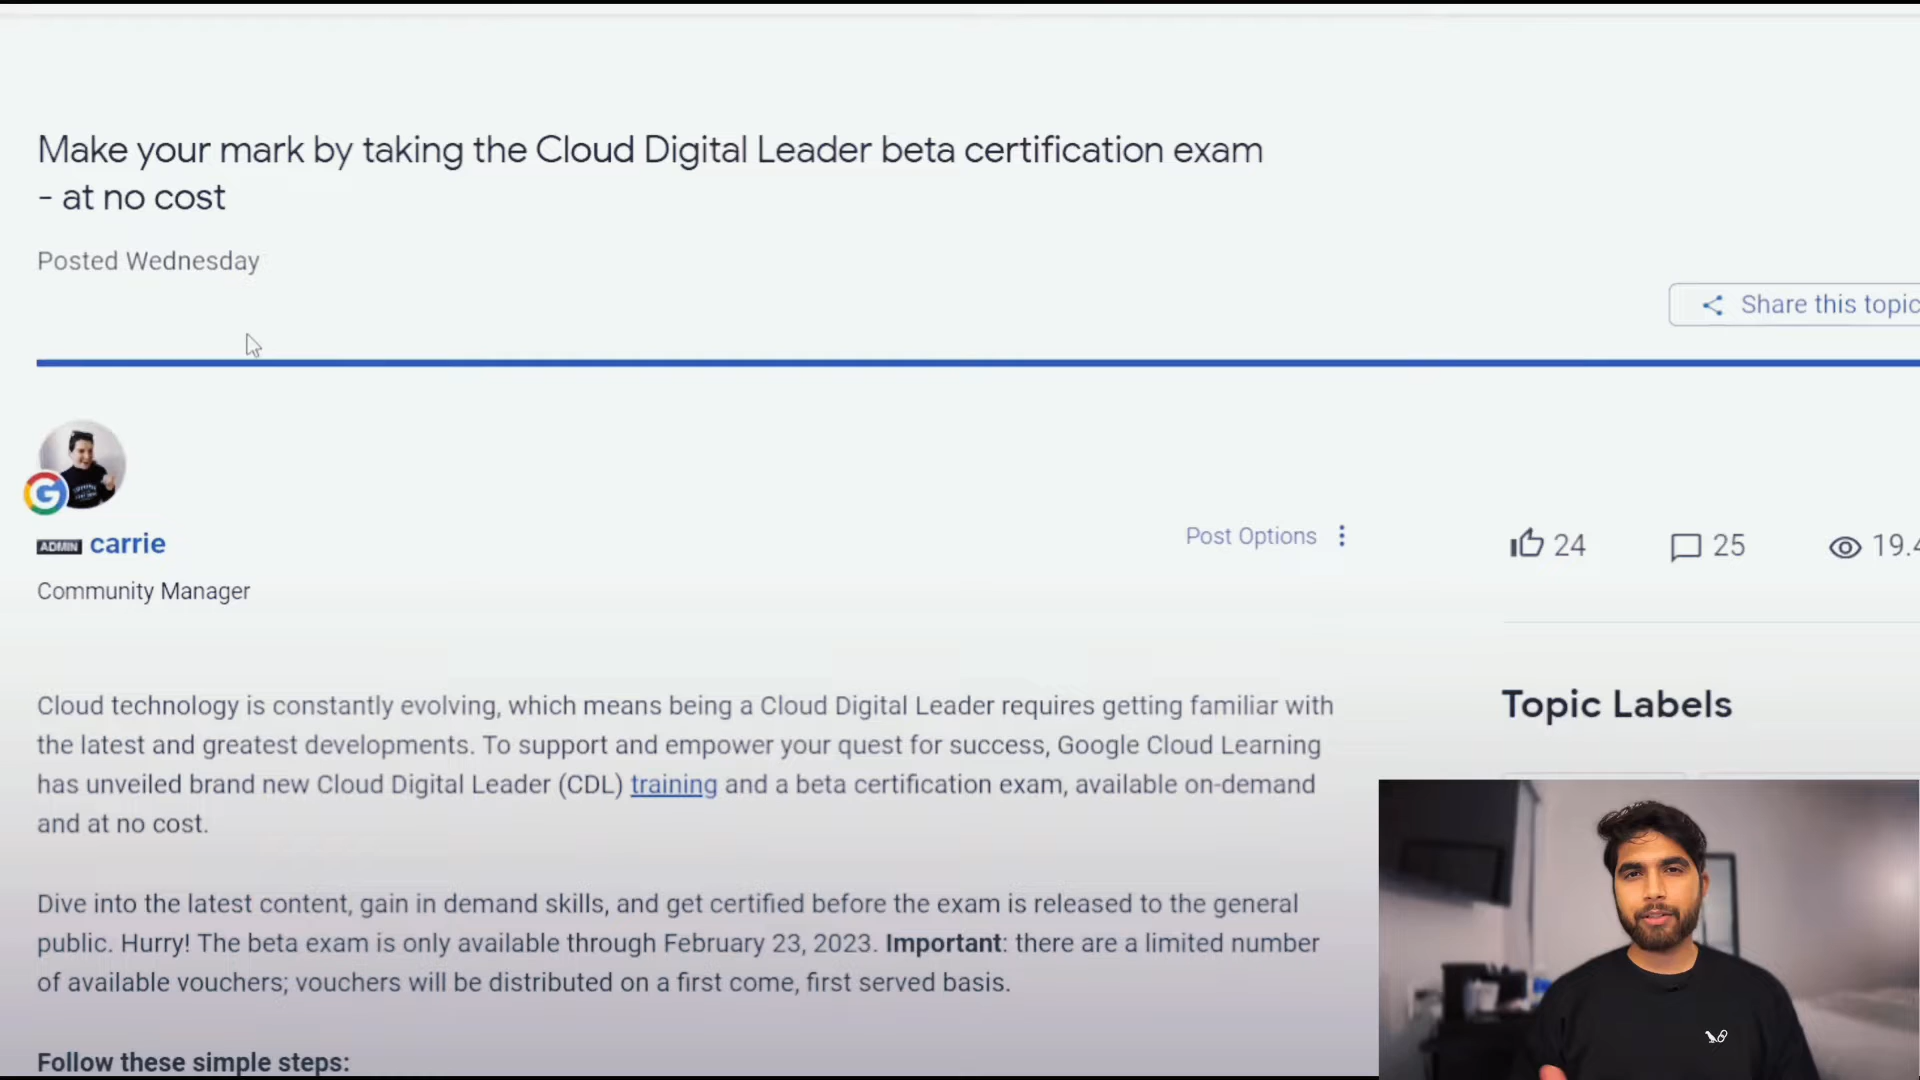 Make your mark by taking the Cloud Digital Leader beta certification exam
- at no cost
Posted Wednesday
Share this topic
ADMIN carrie
Community Manager
Post Options
24
25
19.4
Cloud technology is constantly evolving, which means being a Cloud Digital Leader requires getting familiar with
the latest and greatest developments. To support and empower your quest for success, Google Cloud Learning
has unveiled brand new Cloud Digital Leader (CDL) training and a beta certification exam, available on-demand
and at no cost.
Topic Labels
Dive into the latest content, gain in demand skills, and get certified before the exam is released to the general
public. Hurry! The beta exam is only available through February 23, 2023. Important: there are a limited number
of available vouchers; vouchers will be distributed on a first come, first served basis.
Follow these simple steps: